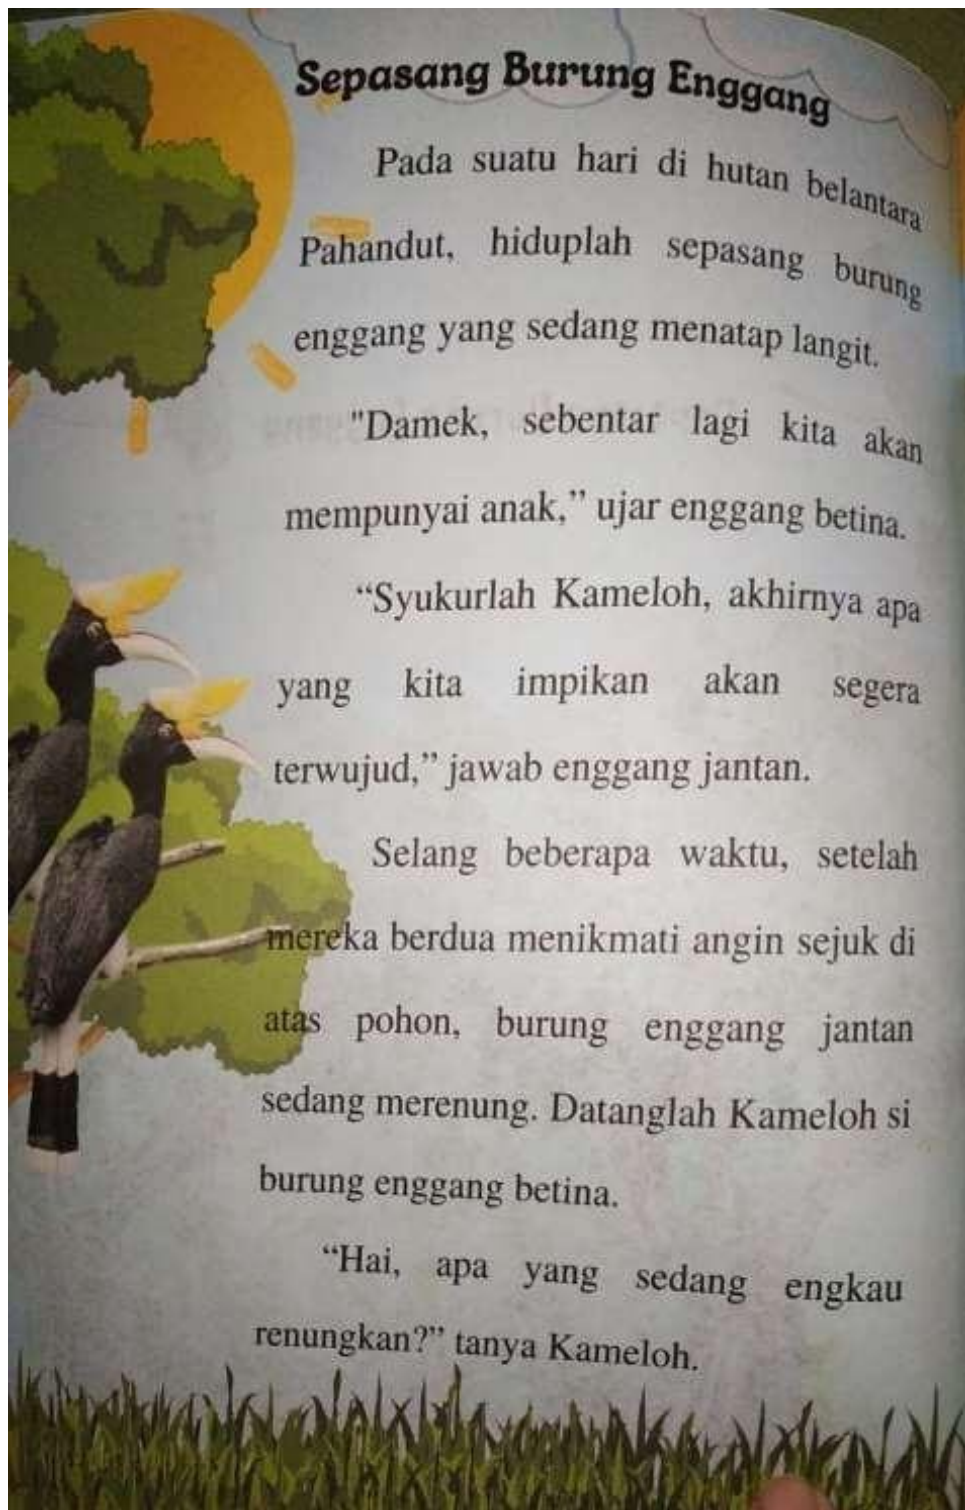 Sepasang Burung Enggang
Pada suatu hari di hutan belantara
Pahandut, hiduplah sepasang burung
enggang yang sedang menatap langit.
"Damek, sebentar lagi kita akan
mempunyai anak,” ujar enggang betina.
“Syukurlah Kameloh, akhirnya apa
yang kita impikan akan segera
terwujud,” jawab enggang jantan.
Selang beberapa waktu, setelah
mereka berdua menikmati angin sejuk di
atas pohon, burung enggang jantan
sedang merenung. Datanglah Kameloh si
burung enggang betina.
“Hai, apa yang sedang engkau
renungkan?” tanya Kameloh.